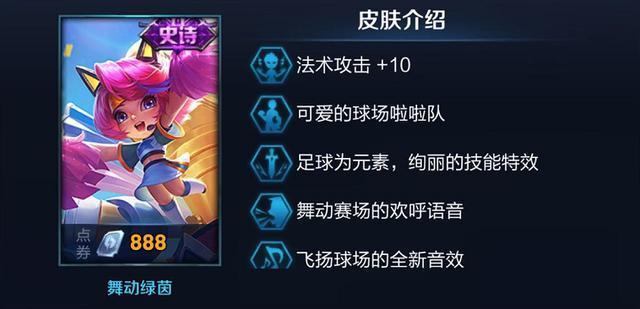 皮肤介绍
史诗
法术攻击 +10
可爱的球场啦啦队
足球为元素，绚丽的技能特效
舞动赛场的欢呼语音
飞扬球场的全新音效
点券 888
舞动绿茵